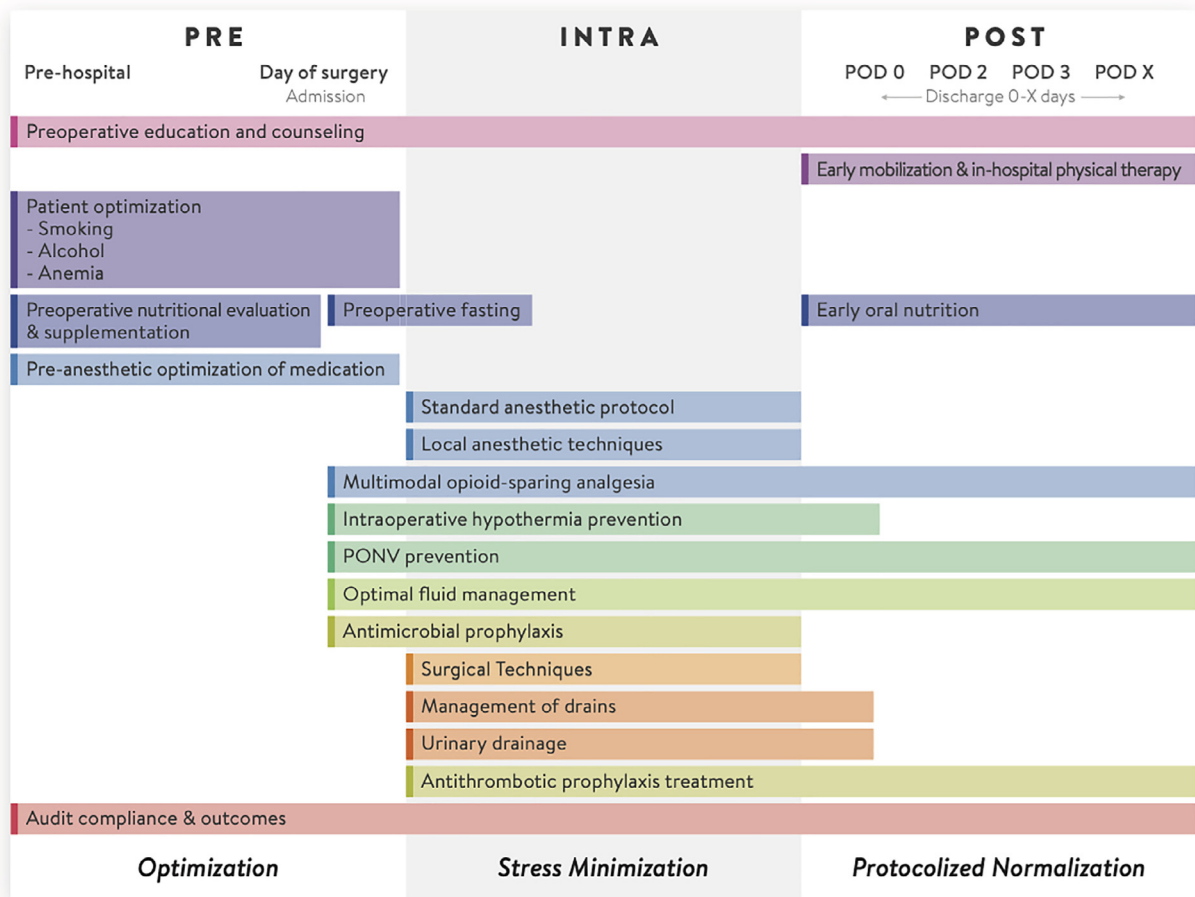 PRE
INTRA
POST
Pre-hospital
Day of surgery
Admission
POD 0 POD 2 POD 3 POD X
Discharge 0-X days
Preoperative education and counseling
Early mobilization & in-hospital physical therapy
Patient optimization
- Smoking
- Alcohol
- Anemia
Preoperative nutritional evaluation
& supplementation
Preoperative fasting
Early oral nutrition
Pre-anesthetic optimization of medication
Standard anesthetic protocol
Local anesthetic techniques
Multimodal opioid-sparing analgesia
Intraoperative hypothermia prevention
PONV prevention
Optimal fluid management
Antimicrobial prophylaxis
Surgical Techniques
Management of drains
Urinary drainage
Antithrombotic prophylaxis treatment
Audit compliance & outcomes
Optimization
Stress Minimization
Protocolized Normalization